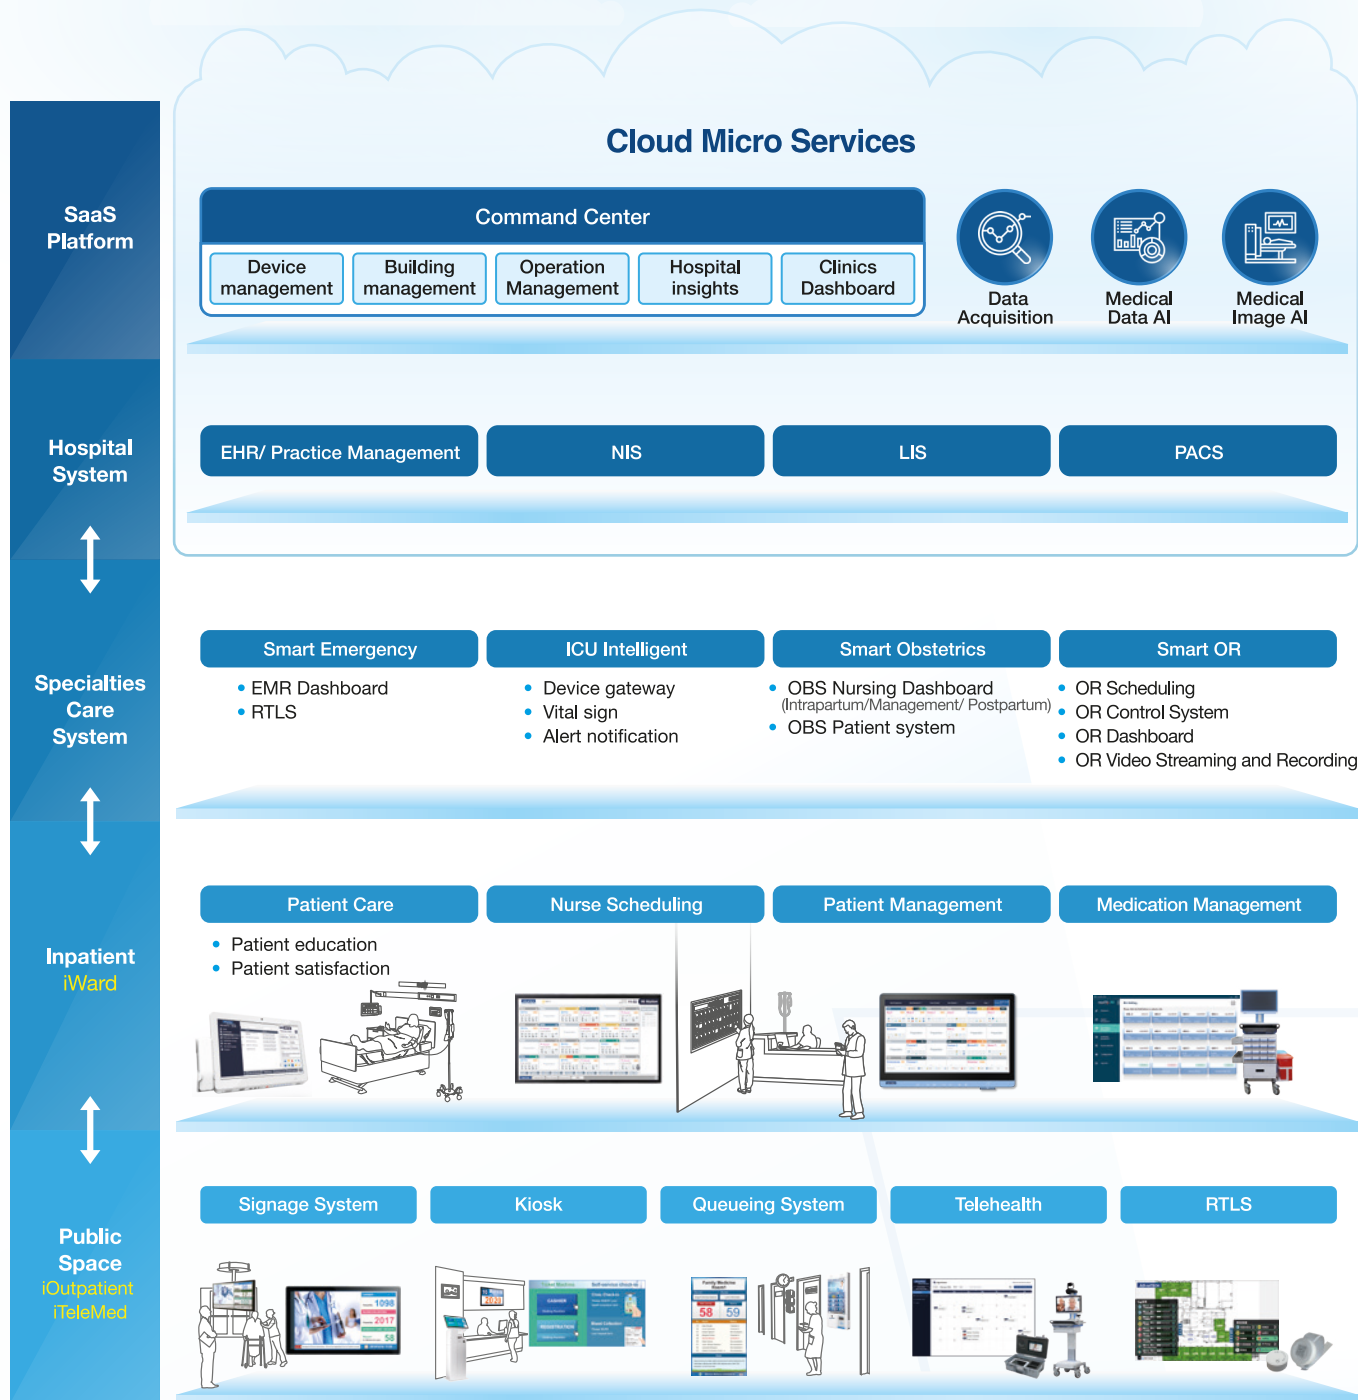 Cloud Micro Services
SaaS
Platform
Command Center
Device
management
Building
management
Operation
Management
Hospital
insights
Clinics
Dashboard
Data
Acquisition
Medical
Data AI
Medical
Image AI
Hospital
System
EHR/ Practice Management
NIS
LIS
PACS
Specialties
Care
System
Smart Emergency
• EMR Dashboard
• RTLS
ICU Intelligent
• Device gateway
• Vital sign
• Alert notification
Smart Obstetrics
• OBS Nursing Dashboard
(Intrapartum/Management/ Postpartum)
• OBS Patient system
Smart OR
• OR Scheduling
• OR Control System
• OR Dashboard
• OR Video Streaming and Recording
Inpatient
iWard
Patient Care
• Patient education
• Patient satisfaction
Nurse Scheduling
Patient Management
Medication Management
Public
Space
iOutpatient
iTeleMed
Signage System
1098
2017
58
Kiosk
2020
CASHIER
REGISTRATION
Queueing System
Family Medicine
58
59
Telehealth
RTLS